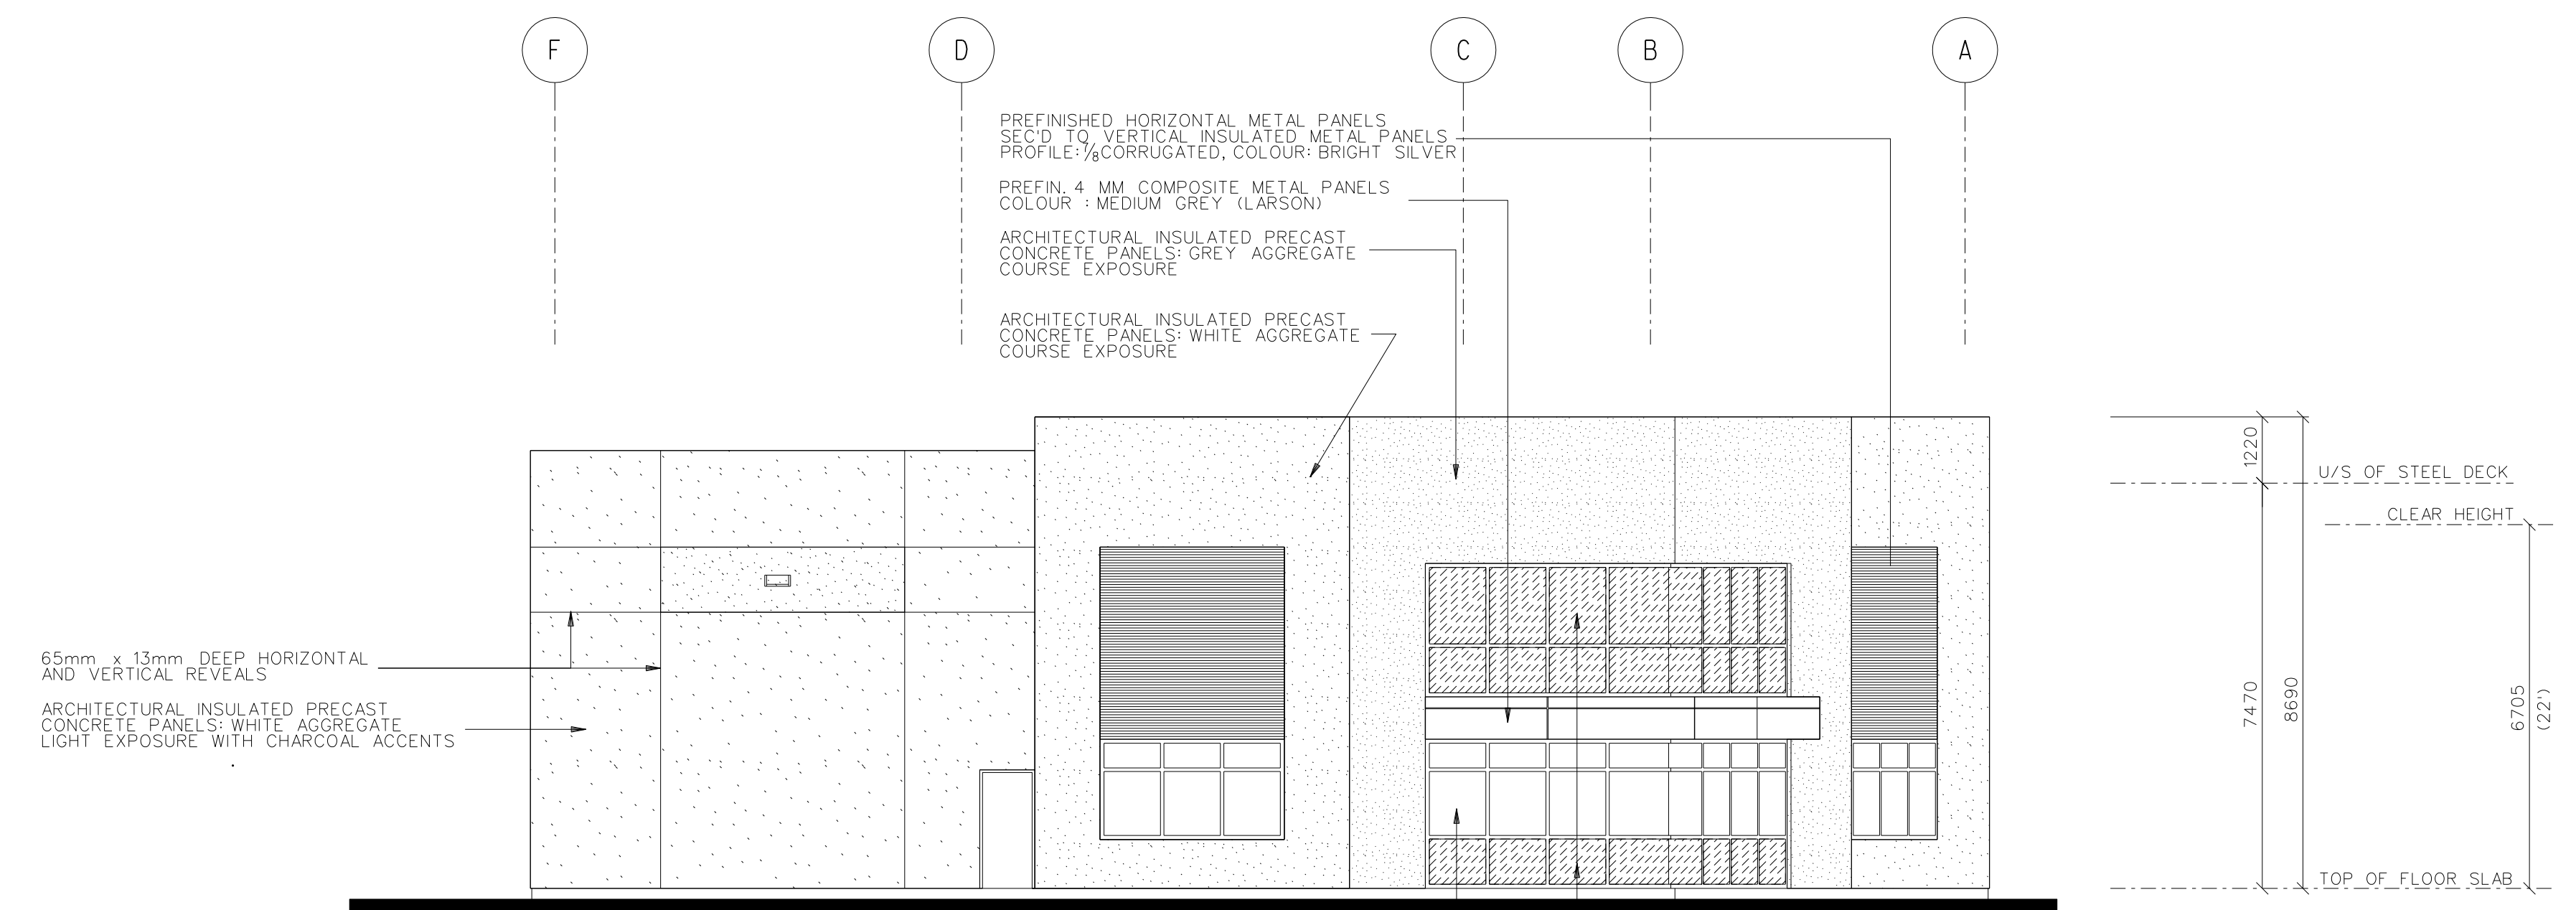 F
D
C
B
A
PREFINISHED HORIZONTAL METAL PANELS
SEC'D TO VERTICAL INSULATED METAL PANELS
PROFILE: 7/8 CORRUGATED, COLOUR: BRIGHT SILVER
PREFIN. 4 MM COMPOSITE METAL PANELS
COLOUR : MEDIUM GREY (LARSON)
ARCHITECTURAL INSULATED PRECAST
CONCRETE PANELS: GREY AGGREGATE
COURSE EXPOSURE
ARCHITECTURAL INSULATED PRECAST
CONCRETE PANELS: WHITE AGGREGATE
COURSE EXPOSURE
65mm x 13mm DEEP HORIZONTAL
AND VERTICAL REVEALS
ARCHITECTURAL INSULATED PRECAST
CONCRETE PANELS: WHITE AGGREGATE
LIGHT EXPOSURE WITH CHARCOAL ACCENTS
1220
U/S OF STEEL DECK
CLEAR HEIGHT
7470
8690
6705
(22')
TOP OF FLOOR SLAB